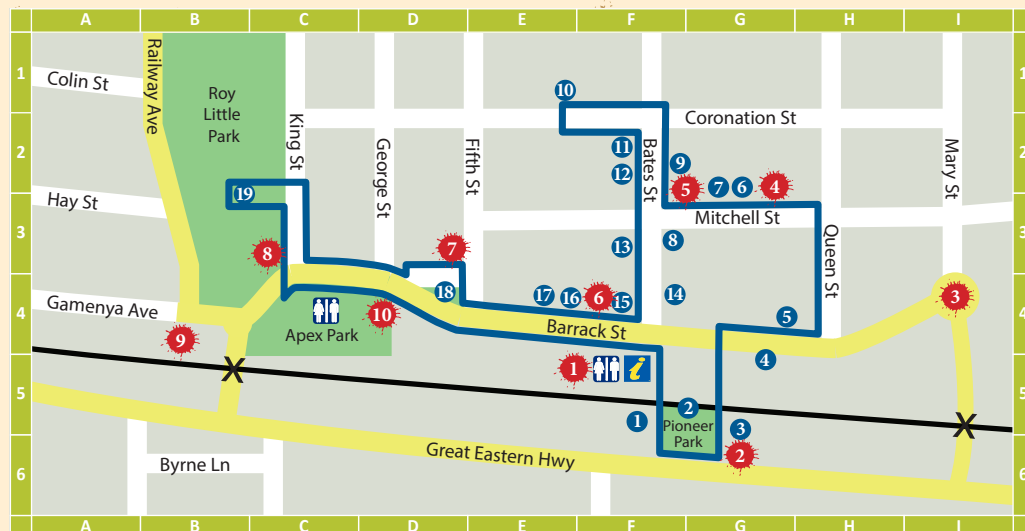 A B C D E F G H I
1 1
2 2
3 3
4 4
5 5
6 6
Railway Ave
Colin St
Roy
Little
Park
King St
George St
Fifth St
10
Coronation St
Bates St
11
12
9
5
7
6
4
Mary St
Hay St
19
Mitchell St
8
7
13
8
Queen St
18
17
16
6
15
14
3
Gamenya Ave
Apex Park
10
Barrack St
5
9
4
1
i
1
2
Pioneer
Park
3
2
Great Eastern Hwy
Byrne Ln
X
X
A B C D E F G H I